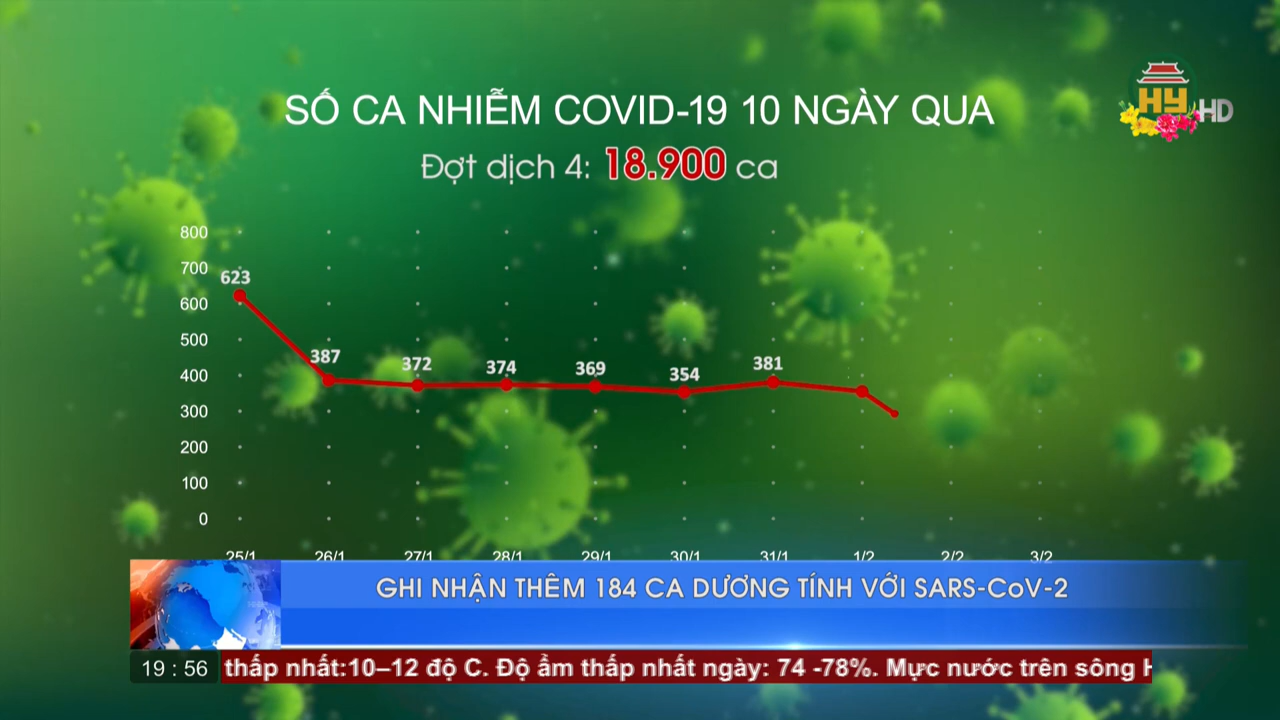 SỐ CA NHIỄM COVID-19 10 NGÀY QUA
HY HD
Đợt dịch 4: 18.900 ca
800
700
623
600
500
400
387
372
374
369
354
381
300
200
100
0
25/1 26/1 27/1 28/1 29/1 30/1 31/1 1/2 2/2 3/2
GHI NHẬN THÊM 184 CA DƯƠNG TÍNH VỚI SARS-CoV-2
19 : 56 thấp nhất:10–12 độ C. Độ ẩm thấp nhất ngày: 74 -78%. Mực nước trên sông